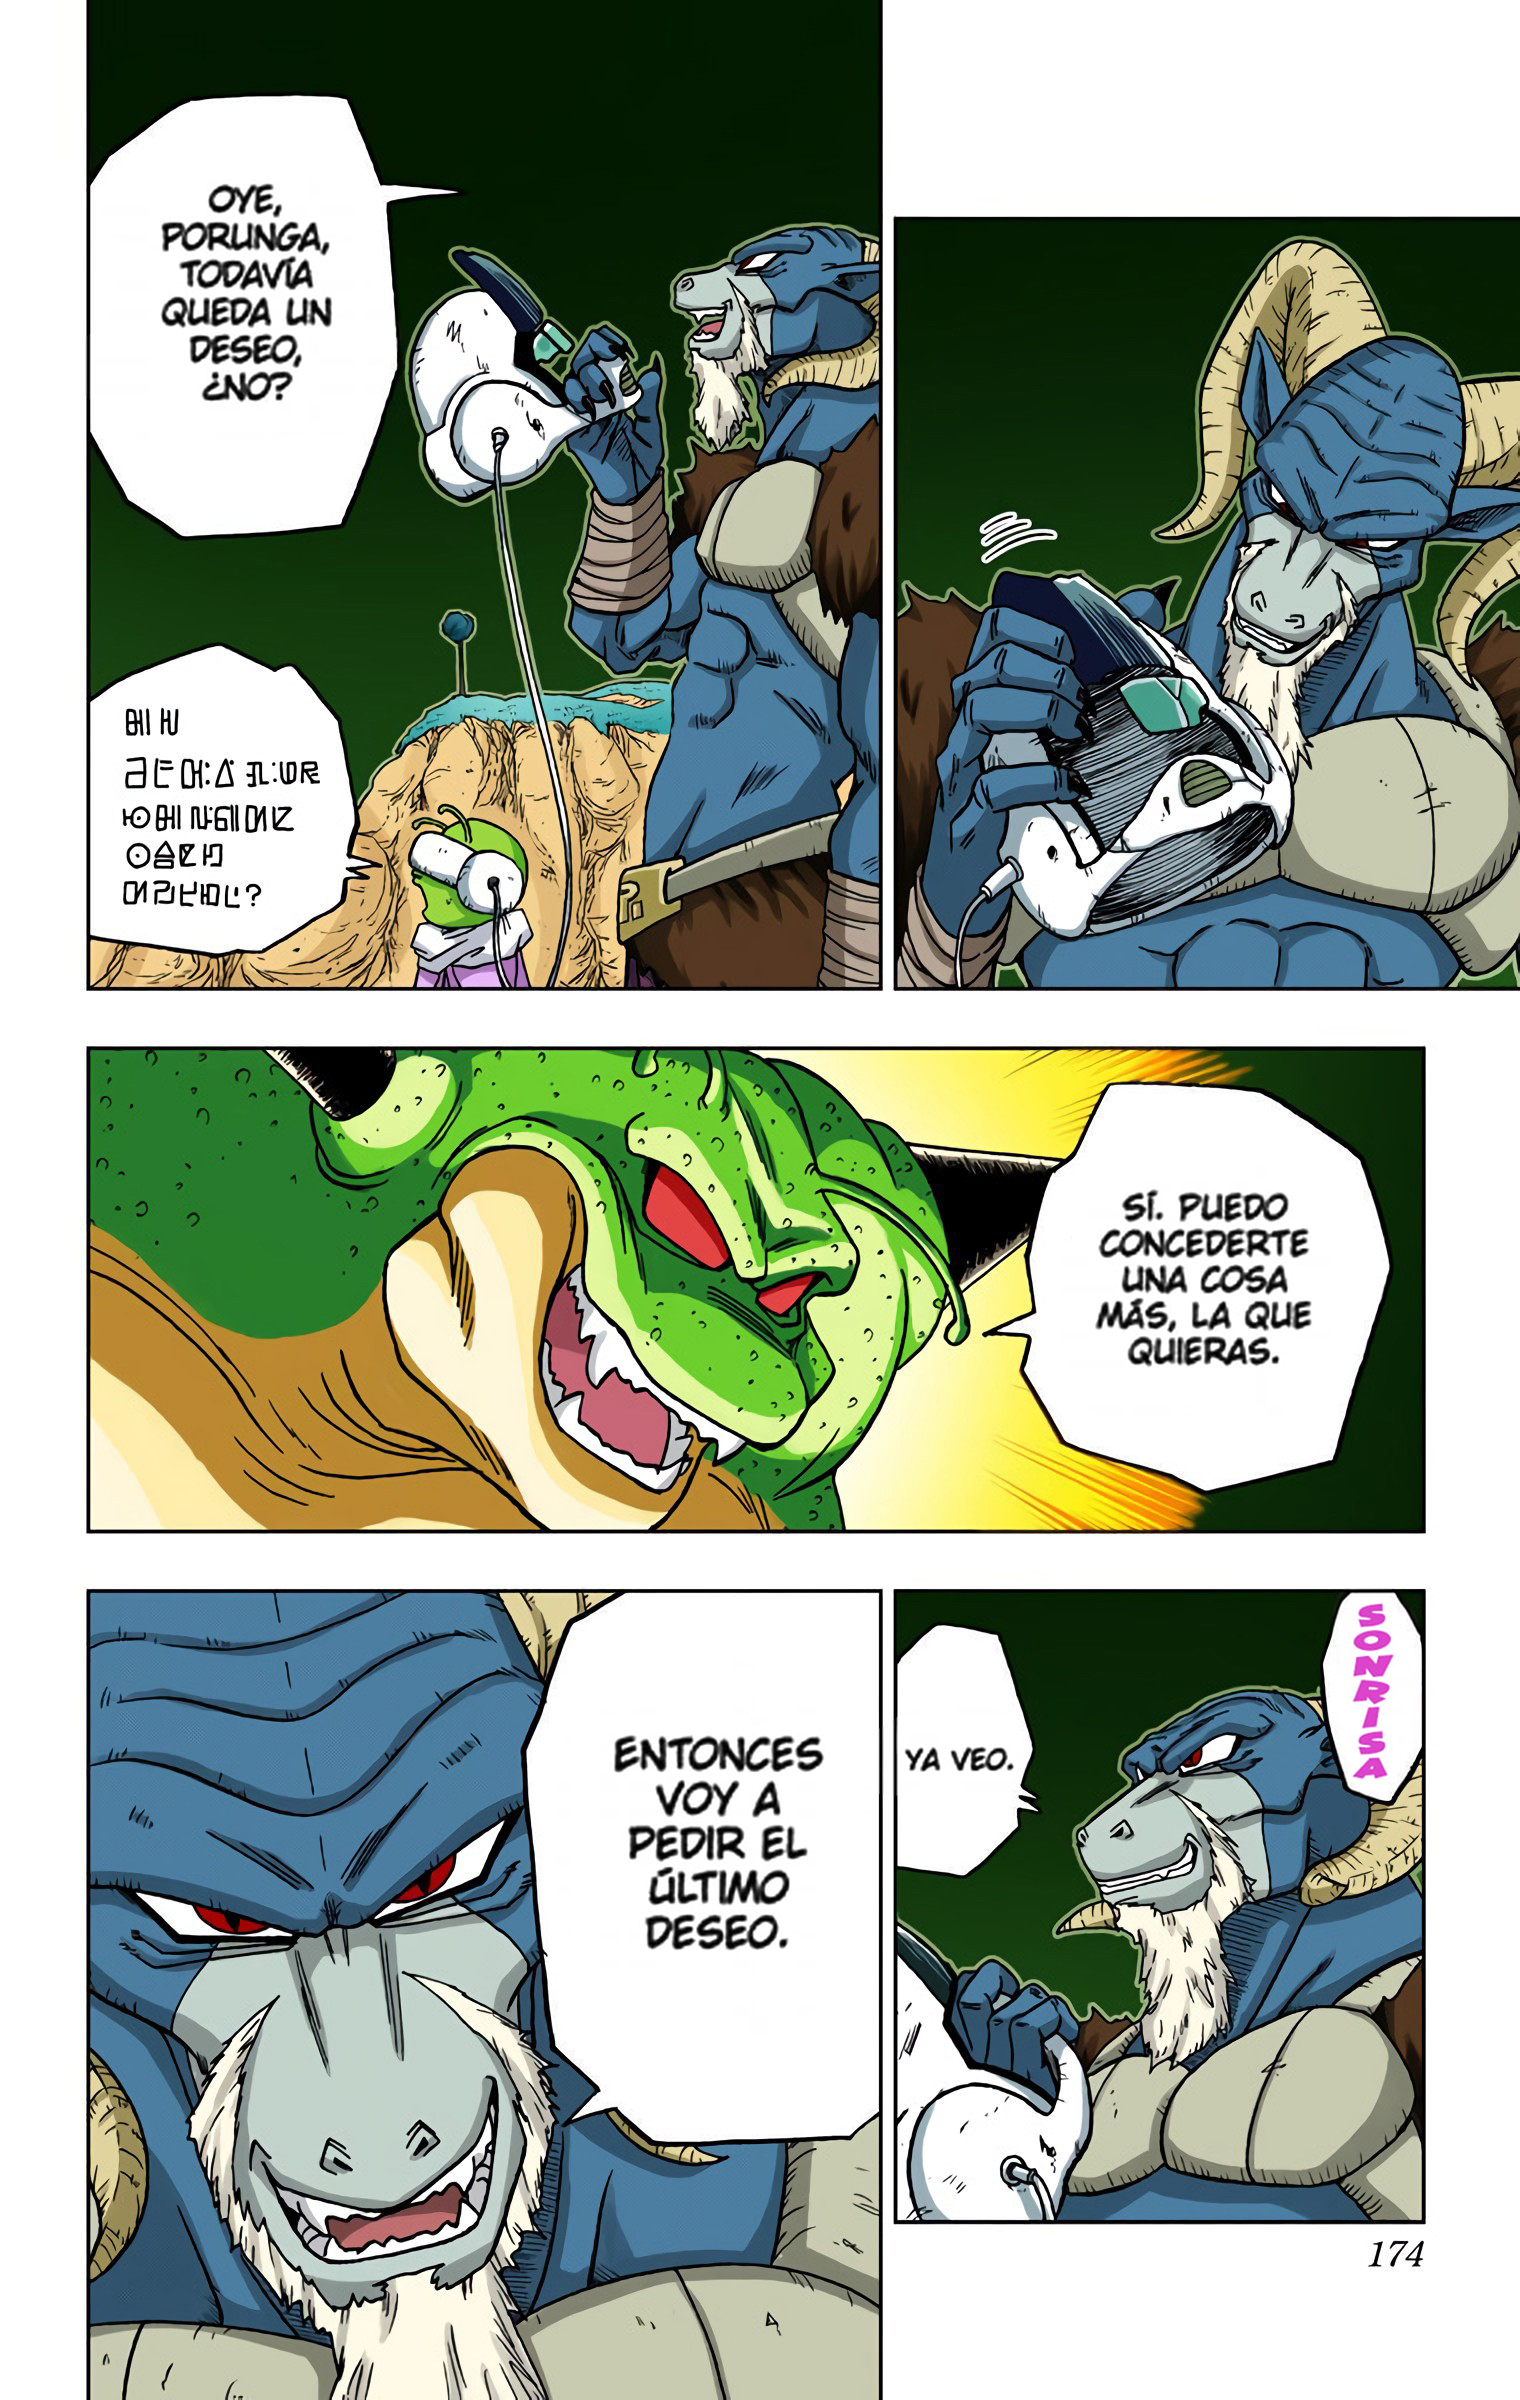 OYE,
PORUNGA,
TODAVÍA
QUEDA UN
DESEO,
¿NO?
SÍ. PUEDO
CONCEDERTE
UNA COSA
MÁS, LA QUE
QUIERAS.
SONRISA
YA VEO.
ENTONCES
VOY A
PEDIR EL
ÚLTIMO
DESEO.
174